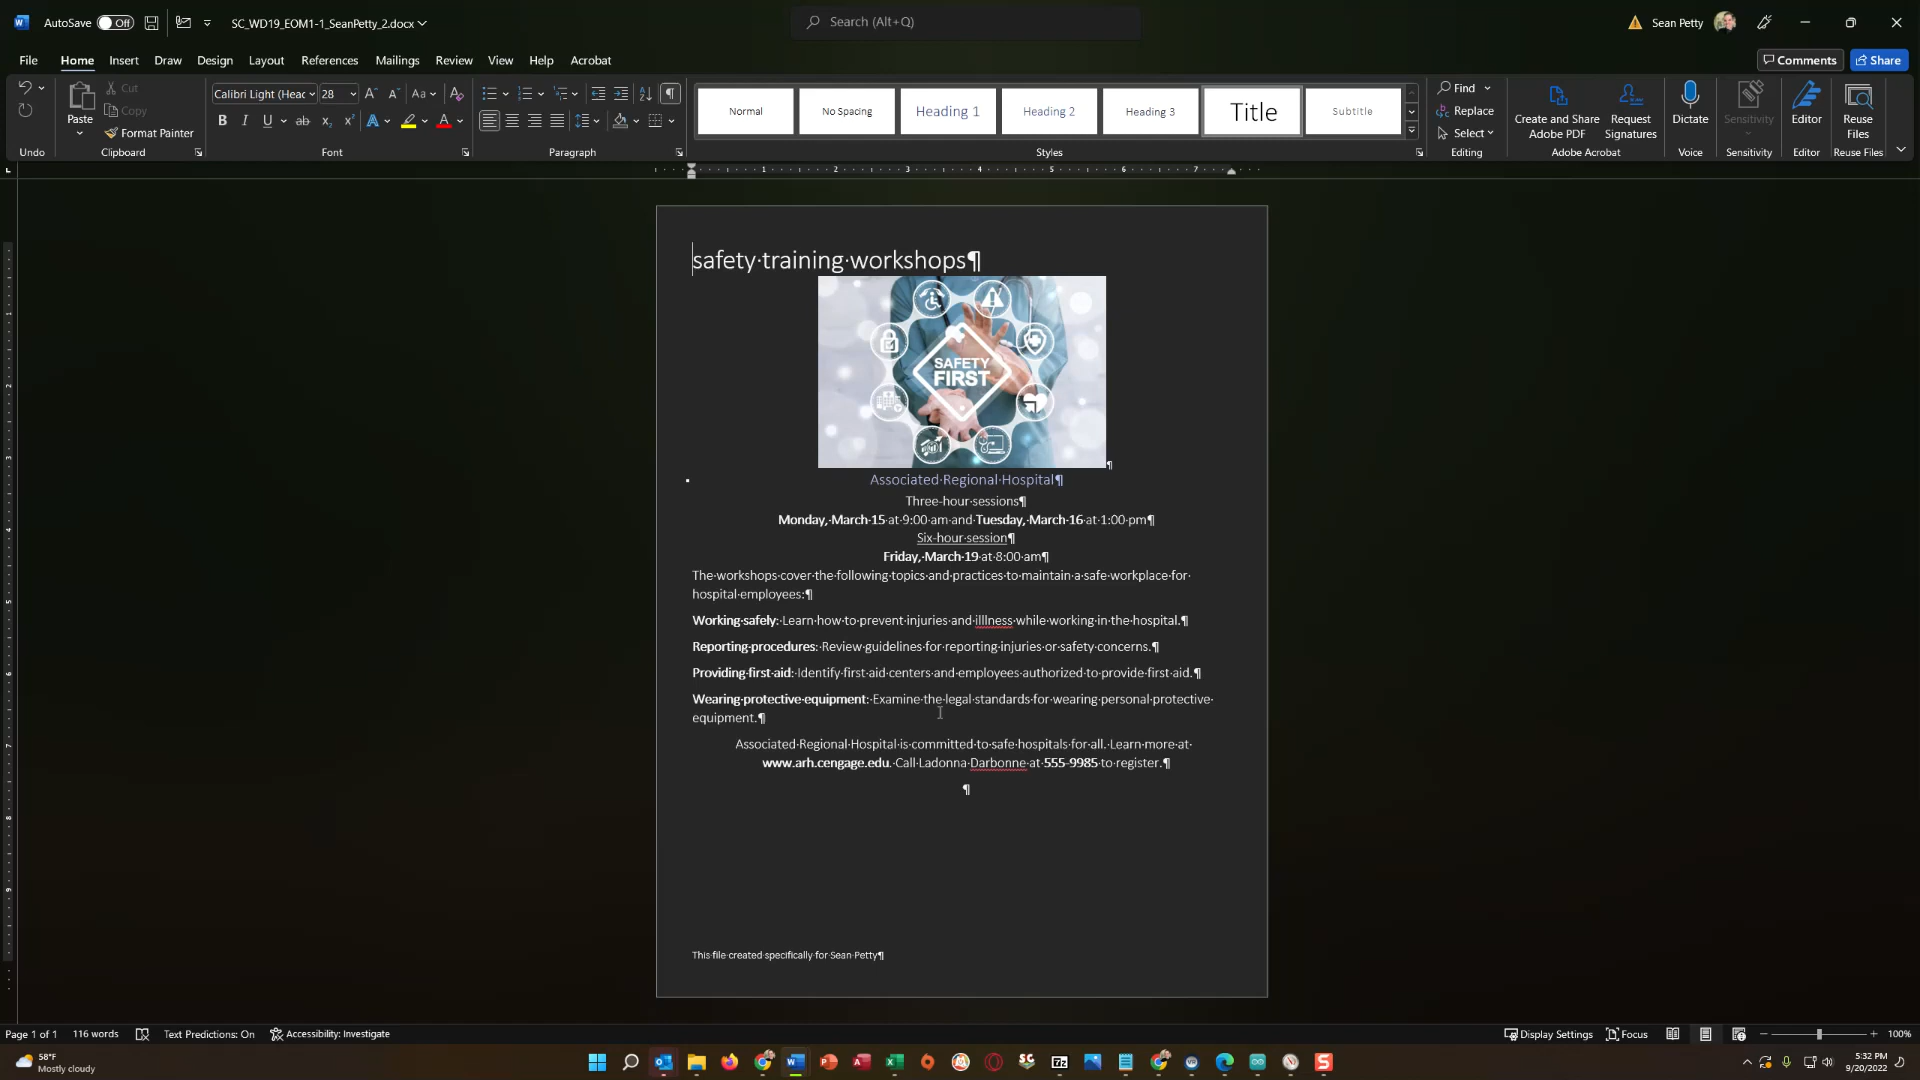 AutoSave Off SC_WD19_EOM1-1_SeanPetty_2.docx Search (Alt+Q) Sean Petty
File Home Insert Draw Design Layout References Mailings Review View Help Acrobat Comments Share
Cut
Copy
Format Painter
Paste
Undo Clipboard
Calibri Light (Head 28 Aa
B I U ab x₂ x² A A
Font
Paragraph
Normal No Spacing Heading 1 Heading 2 Heading 3 Title Subtitle
Styles
Find
Replace
Select
Editing
Create and Share Adobe PDF
Request Signatures
Adobe Acrobat
Dictate
Voice
Sensitivity
Sensitivity
Editor
Editor
Reuse Files
Reuse Files
1 2 3 4 5 6 7
safety·training·workshops¶
SAFETY
FIRST
¶
Associated·Regional·Hospital¶
Three-hour·sessions¶
Monday,·March·15·at·9:00·am·and·Tuesday,·March·16·at·1:00·pm¶
Six-hour·session¶
Friday,·March·19·at·8:00·am¶
The·workshops·cover·the·following·topics·and·practices·to·maintain·a·safe·workplace·for·
hospital·employees:¶
Working·safely:·Learn·how·to·prevent·injuries·and·illlness·while·working·in·the·hospital.¶
Reporting·procedures:·Review·guidelines·for·reporting·injuries·or·safety·concerns.¶
Providing·first·aid:·Identify·first·aid·centers·and·employees·authorized·to·provide·first·aid.¶
Wearing·protective·equipment:·Examine·the·legal·standards·for·wearing·personal·protective·
equipment.¶
Associated·Regional·Hospital·is·committed·to·safe·hospitals·for·all.·Learn·more·at·
www.arh.cengage.edu.·Call·Ladonna·Darbonne·at·555-9985·to·register.¶
¶
This·file·created·specifically·for·Sean·Petty¶
Page 1 of 1 116 words Text Predictions: On Accessibility: Investigate Display Settings Focus 100%
58°F
Mostly cloudy
5:32 PM
9/20/2022